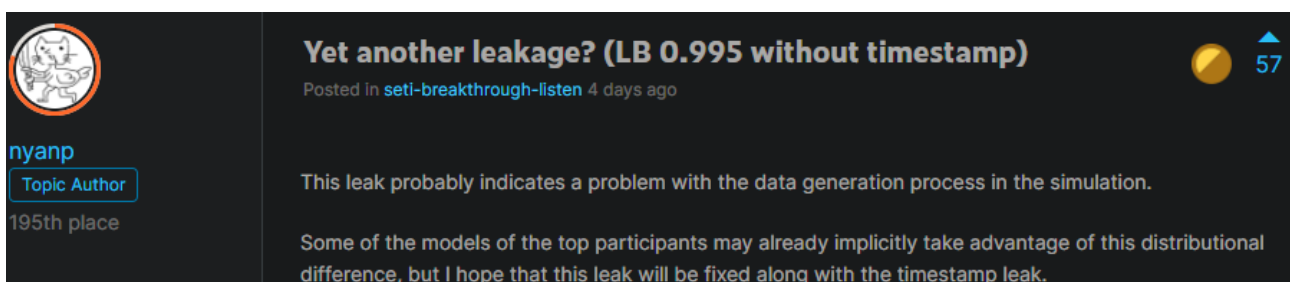 Yet another leakage? (LB 0.995 without timestamp)
57
Posted in seti-breakthrough-listen 4 days ago
nyanp
Topic Author
195th place
This leak probably indicates a problem with the data generation process in the simulation.
Some of the models of the top participants may already implicitly take advantage of this distributional
difference, but I hope that this leak will be fixed along with the timestamp leak.